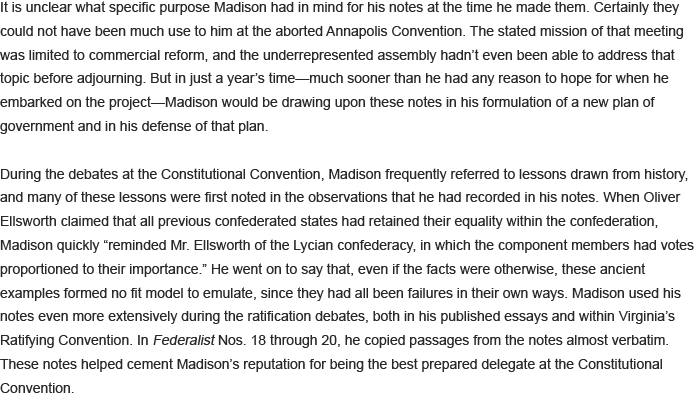 It is unclear what specific purpose Madison had in mind for his notes at the time he made them. Certainly they
could not have been much use to him at the aborted Annapolis Convention. The stated mission of that meeting
was limited to commercial reform, and the underrepresented assembly hadn’t even been able to address that
topic before adjourning. But in just a year’s time—much sooner than he had any reason to hope for when he
embarked on the project—Madison would be drawing upon these notes in his formulation of a new plan of
government and in his defense of that plan.
During the debates at the Constitutional Convention, Madison frequently referred to lessons drawn from history,
and many of these lessons were first noted in the observations that he had recorded in his notes. When Oliver
Ellsworth claimed that all previous confederated states had retained their equality within the confederation,
Madison quickly “reminded Mr. Ellsworth of the Lycian confederacy, in which the component members had votes
proportioned to their importance.” He went on to say that, even if the facts were otherwise, these ancient
examples formed no fit model to emulate, since they had all been failures in their own ways. Madison used his
notes even more extensively during the ratification debates, both in his published essays and within Virginia’s
Ratifying Convention. In Federalist Nos. 18 through 20, he copied passages from the notes almost verbatim.
These notes helped cement Madison’s reputation for being the best prepared delegate at the Constitutional
Convention.